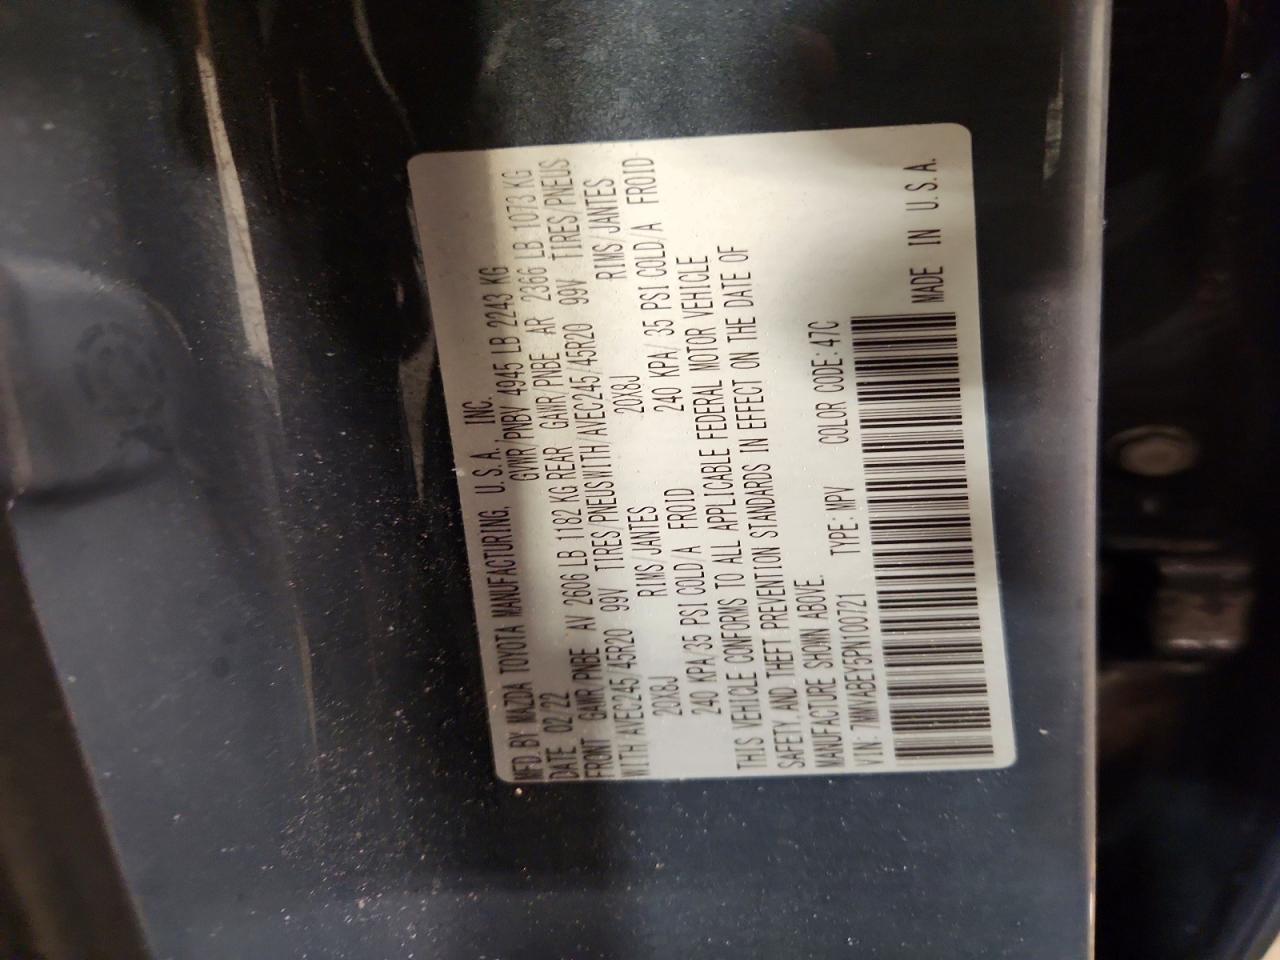 MFD. BY MAZDA TOYOTA MANUFACTURING, U.S.A., INC.
DATE 02/22 GVWR/PNBV 4945 LB 2243 KG
FRONT GAWR/PNBE AV 2606 LB 1182 KG REAR GAWR/PNBE AR 2366 LB 1073 KG
WITH/AVEC245/45R20 99V TIRES/PNEUSWITH/AVEC245/45R20 99V TIRES/PNEUS
20X8J RIMS/JANTES 20X8J RIMS/JANTES
240 KPA/35 PSI COLD/A FROID 240 KPA/ 35 PSI COLD/A FROID
THIS VEHICLE CONFORMS TO ALL APPLICABLE FEDERAL MOTOR VEHICLE
SAFETY AND THEFT PREVENTION STANDARDS IN EFFECT ON THE DATE OF
MANUFACTURE SHOWN ABOVE.
VIN: 7MMVABEY5PN100721 TYPE: MPV COLOR CODE: 47C
MADE IN U.S.A.